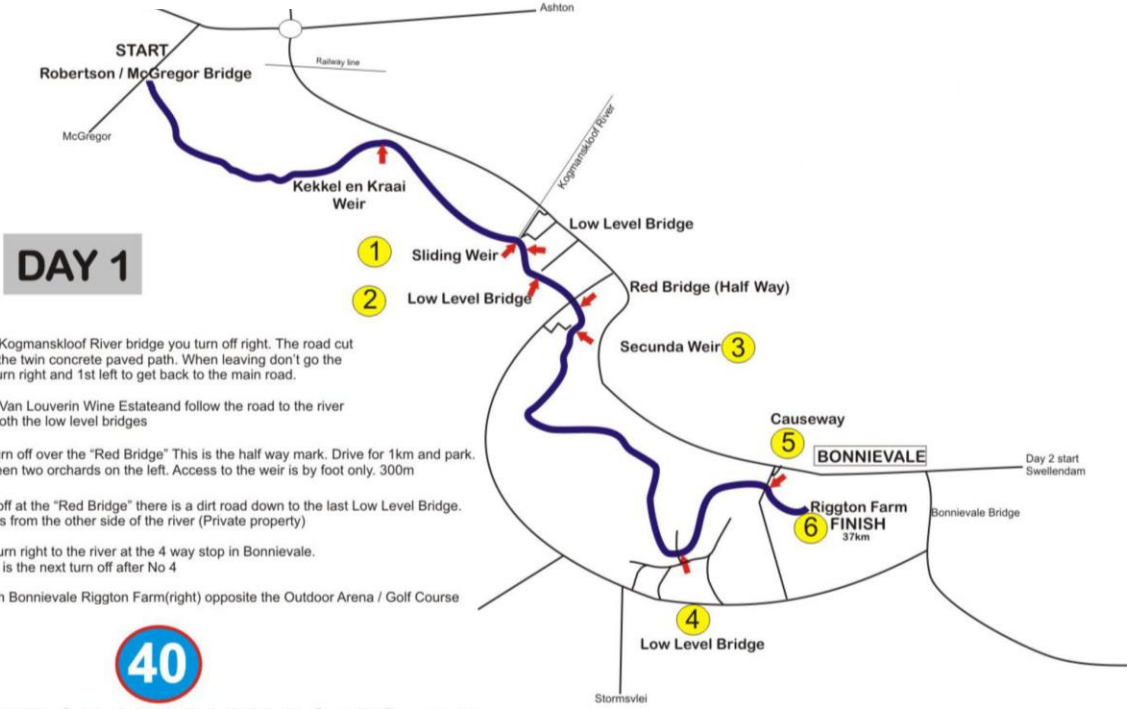 Ashton
START
Robertson / McGregor Bridge
Railway line
McGregor
Kogmanskloof River
Kekkel en Kraai
Weir
Low Level Bridge
1
Sliding Weir
DAY 1
2
Low Level Bridge
Red Bridge (Half Way)
Secunda Weir 3
Kogmanskloof River bridge you turn off right. The road cut
the twin concrete paved path. When leaving don't go the
urn right and 1st left to get back to the main road.
Van Louverin Wine Estateand follow the road to the river
oth the low level bridges
rn off over the “Red Bridge” This is the half way mark. Drive for 1km and park.
een two orchards on the left. Access to the weir is by foot only. 300m
off at the “Red Bridge” there is a dirt road down to the last Low Level Bridge.
s from the other side of the river (Private property)
urn right to the river at the 4 way stop in Bonnievale.
is the next turn off after No 4
n Bonnievale Riggton Farm(right) opposite the Outdoor Arena / Golf Course
Causeway
5
BONNIEVALE
Day 2 start
Swellendam
Riggton Farm
6 FINISH
37km
Bonnievale Bridge
4
Low Level Bridge
40
Stormsvlei